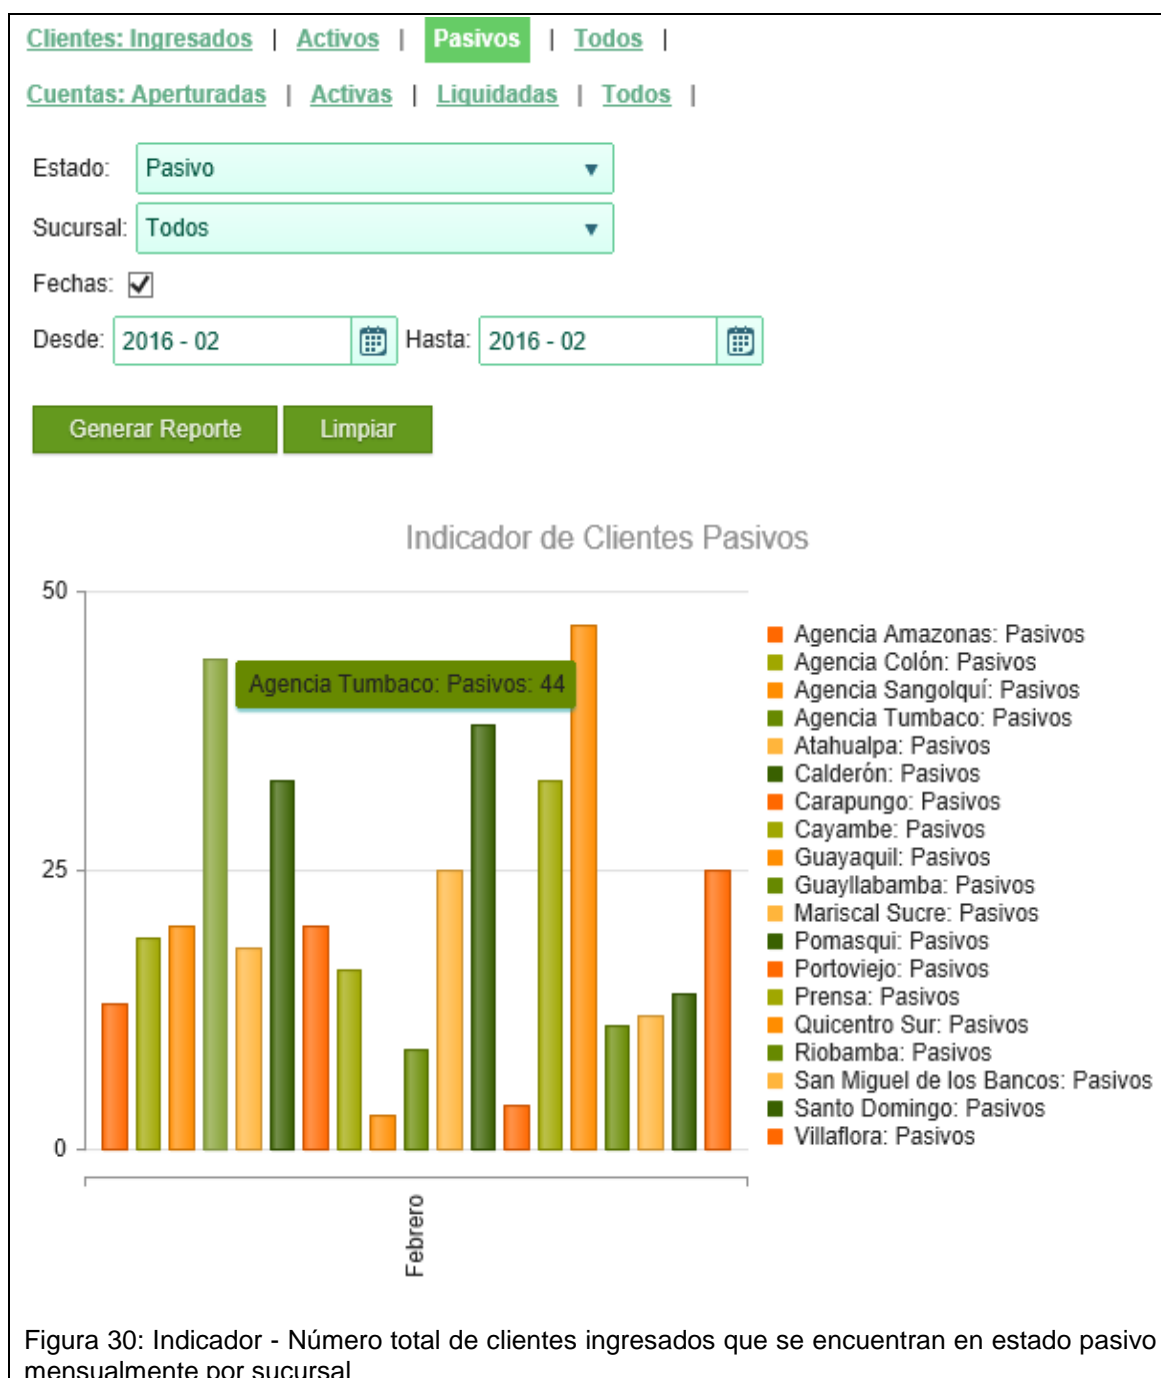 Clientes: Ingresados | Activos | Pasivos | Todos |
Cuentas: Aperturadas | Activas | Liquidadas | Todos |
Estado: Pasivo
Sucursal: Todos
Fechas:
Desde: 2016 - 02 Hasta: 2016 - 02
Generar Reporte Limpiar
Indicador de Clientes Pasivos
50
25
0
Agencia Tumbaco: Pasivos: 44
Febrero
Agencia Amazonas: Pasivos
Agencia Colón: Pasivos
Agencia Sangolquí: Pasivos
Agencia Tumbaco: Pasivos
Atahualpa: Pasivos
Calderón: Pasivos
Carapungo: Pasivos
Cayambe: Pasivos
Guayaquil: Pasivos
Guayllabamba: Pasivos
Mariscal Sucre: Pasivos
Pomasqui: Pasivos
Portoviejo: Pasivos
Prensa: Pasivos
Quicentro Sur: Pasivos
Riobamba: Pasivos
San Miguel de los Bancos: Pasivos
Santo Domingo: Pasivos
Villaflora: Pasivos
Figura 30: Indicador - Número total de clientes ingresados que se encuentran en estado pasivo
mensualmente por sucursal